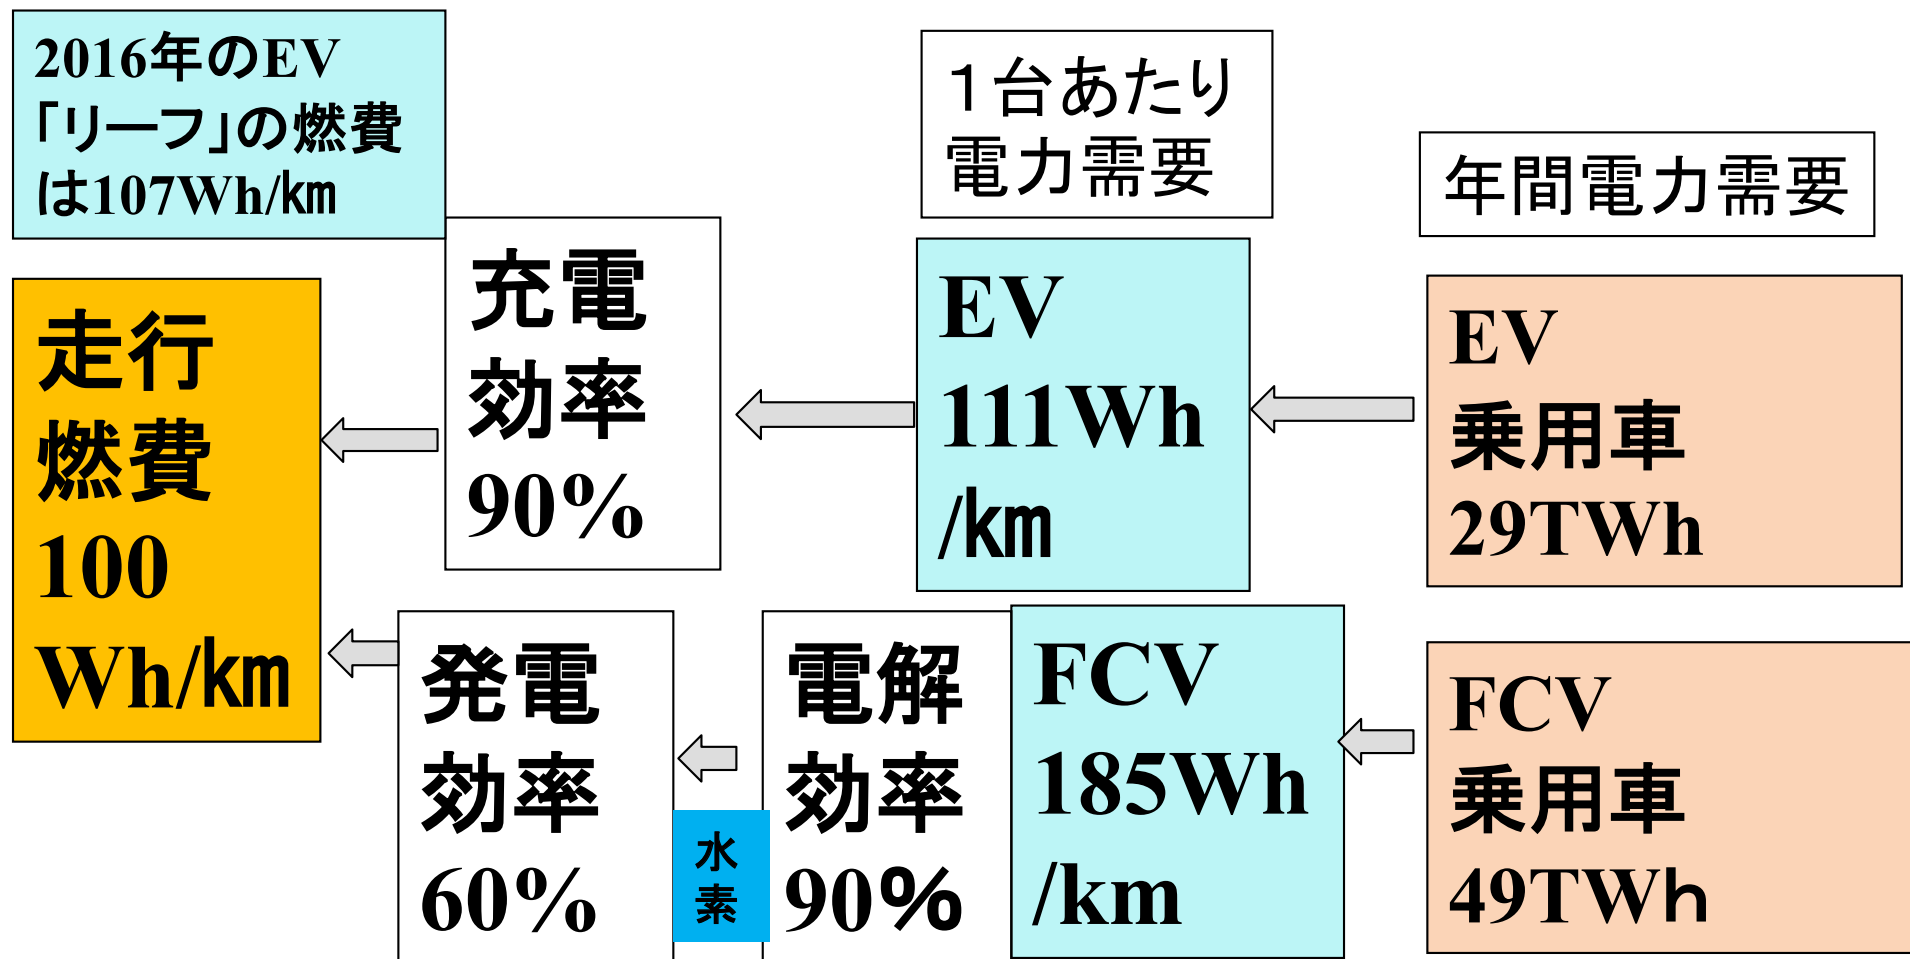 2016年のEV
「リーフ」の燃費
は107Wh/km
１台あたり
電力需要
年間電力需要
走行
燃費
100
Wh/km
充電
効率
90%
EV
111Wh
/km
EV
乗用車
29TWh
発電
効率
60%
水
素
電解
効率
90％
FCV
185Wh
/km
FCV
乗用車
49TWｈ